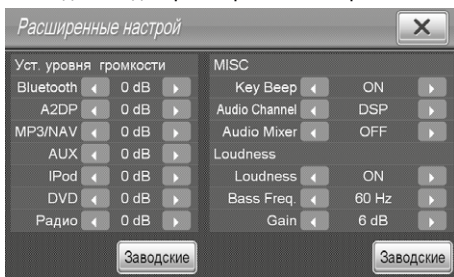 Расширенные настрой
Уст. уровня громкости
Bluetooth 0 dB
A2DP 0 dB
MP3/NAV 0 dB
AUX 0 dB
IPod 0 dB
DVD 0 dB
Радио 0 dB
Заводские
MISC
Key Beep ON
Audio Channel DSP
Audio Mixer OFF
Loudness
Loudness ON
Bass Freq. 60 Hz
Gain 6 dB
Заводские